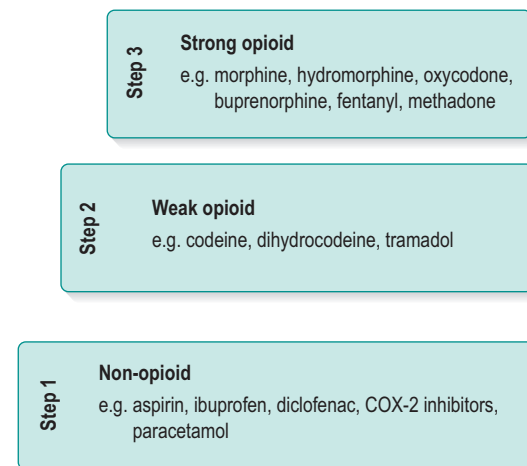 Step 3
Strong opioid
e.g. morphine, hydromorphine, oxycodone,
buprenorphine, fentanyl, methadone
Step 2
Weak opioid
e.g. codeine, dihydrocodeine, tramadol
Step 1
Non-opioid
e.g. aspirin, ibuprofen, diclofenac, COX-2 inhibitors,
paracetamol